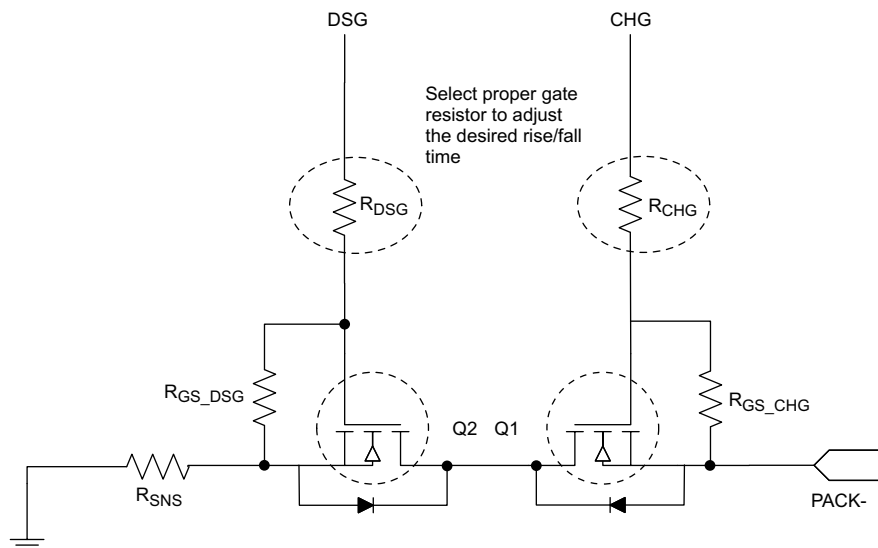 DSG
CHG
Select proper gate
resistor to adjust
the desired rise/fall
time
RDSG
RCHG
RGS_DSG
Q2 Q1
RGS_CHG
RSNS
PACK-